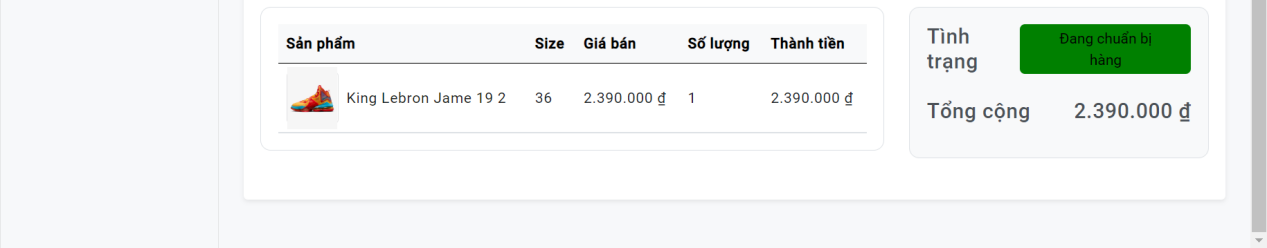 Sản phẩm Size Giá bán Số lượng Thành tiền
King Lebron Jame 19 2 36 2.390.000 ₫ 1 2.390.000 ₫
Tình trạng
Đang chuẩn bị
hàng
Tổng cộng 2.390.000 ₫